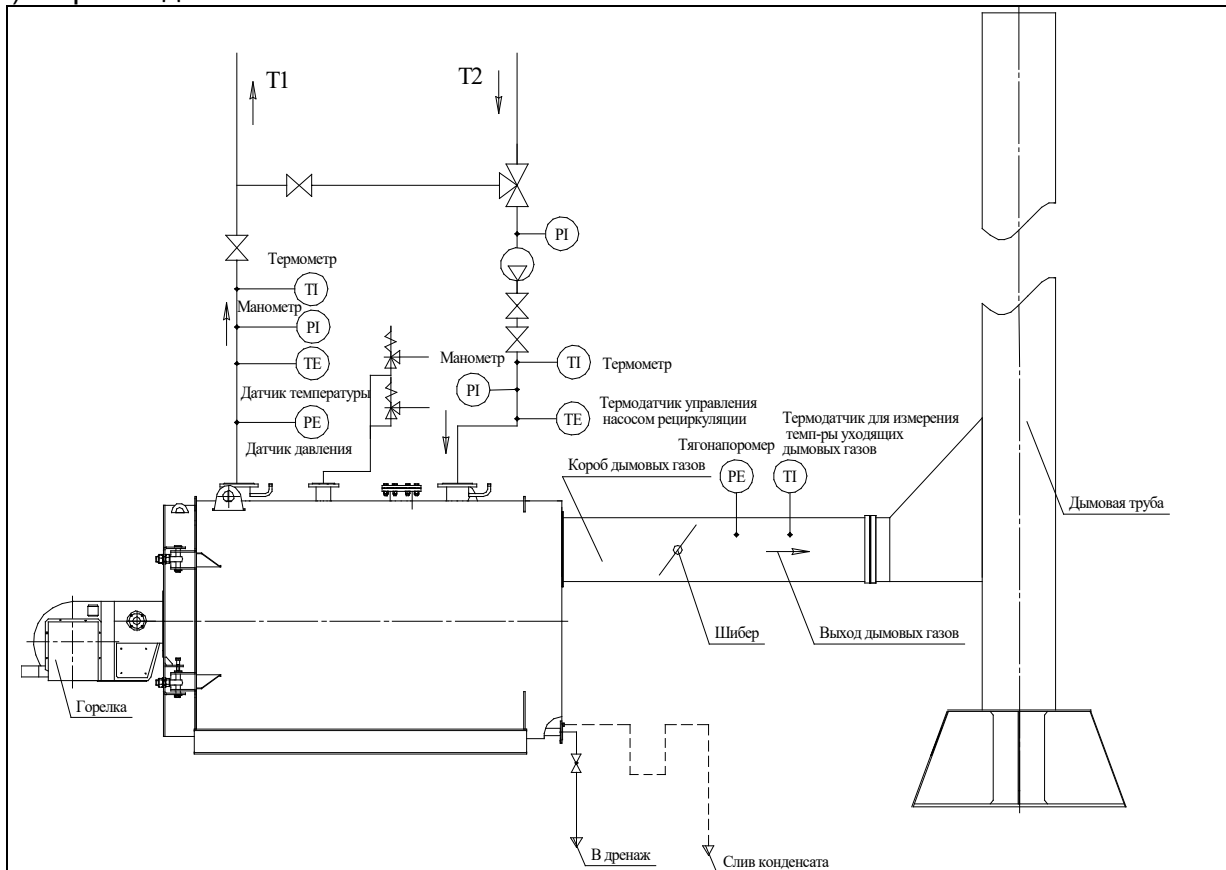 T1
T2
PI
Термометр
TI
Манометр
PI
TE
Датчик температуры
PE
Датчик давления
Манометр
PI
TI
Термометр
TE
Термодатчик управления
насосом рециркуляции
Термодатчик для измерения
темп-ры уходящих
дымовых газов
Тягонапоромер
PE
TI
Короб дымовых газов
Дымовая труба
Шибер
Выход дымовых газов
Горелка
В дренаж
Слив конденсата